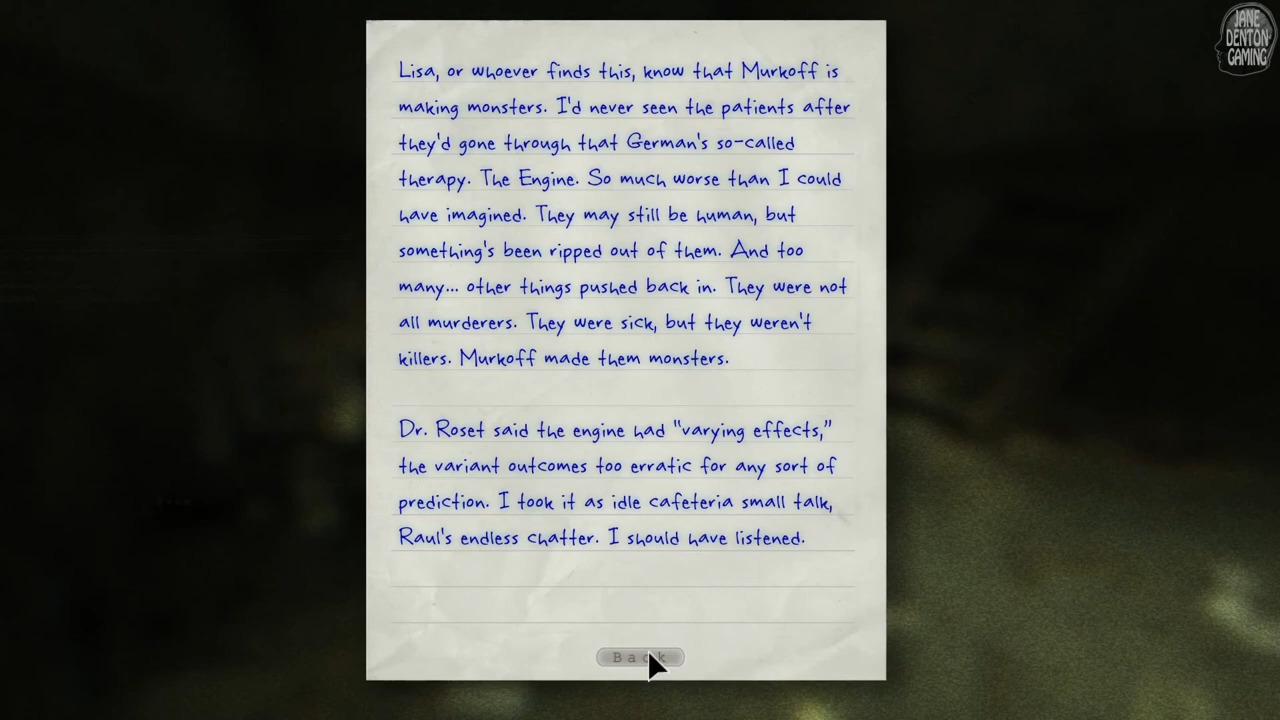 Lisa, or whoever finds this, know that Murkoff is
making monsters. I'd never seen the patients after
they'd gone through that German's so-called
therapy. The Engine. So much worse than I could
have imagined. They may still be human, but
something's been ripped out of them. And too
many... other things pushed back in. They were not
all murderers. They were sick, but they weren't
killers. Murkoff made them monsters.
Dr. Roset said the engine had "varying effects,"
the variant outcomes too erratic for any sort of
prediction. I took it as idle cafeteria small talk,
Raul's endless chatter. I should have listened.
Back
JANE
DENTON
GAMING